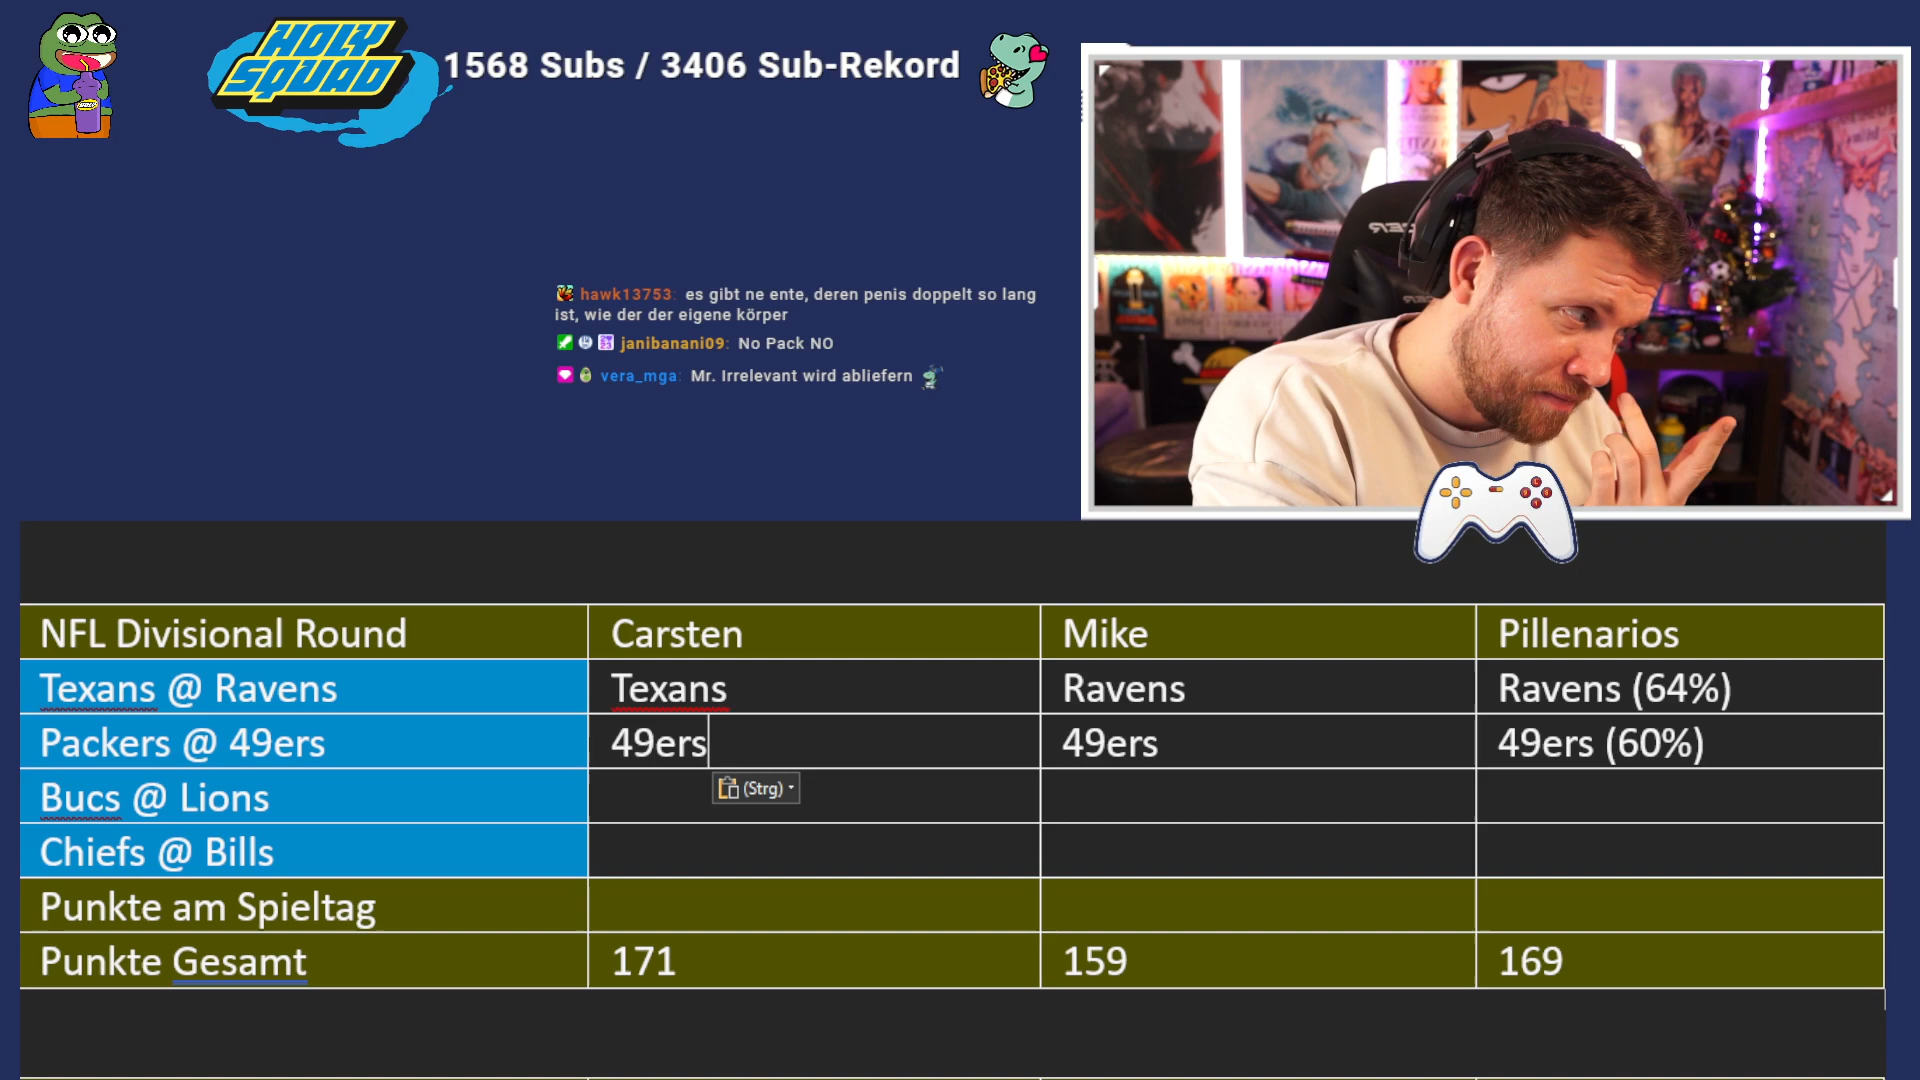 HOLY
SQUAD
1568 Subs / 3406 Sub-Rekord
hawk13753: es gibt ne ente, deren penis doppelt so lang
ist, wie der der eigene körper
janibanani09: No Pack NO
vera_mga: Mr. Irrelevant wird abliefern
NFL Divisional Round Carsten Mike Pillenarios
Texans @ Ravens Texans Ravens Ravens (64%)
Packers @ 49ers 49ers 49ers 49ers (60%)
(Strg)
Bucs @ Lions
Chiefs @ Bills
Punkte am Spieltag
Punkte Gesamt 171 159 169